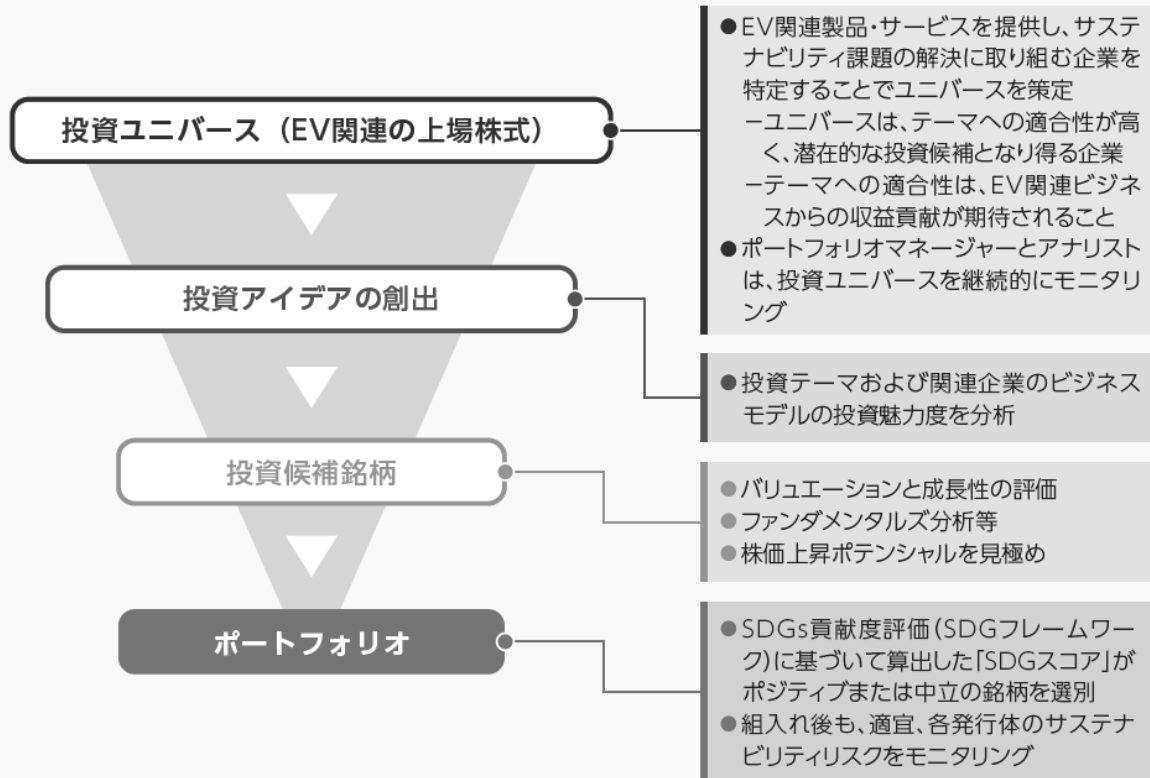 投資ユニバース（EV関連の上場株式）
●EV関連製品・サービスを提供し、サステ
ナビリティ課題の解決に取り組む企業を
特定することでユニバースを策定
－ユニバースは、テーマへの適合性が高
く、潜在的な投資候補となり得る企業
－テーマへの適合性は、EV関連ビジネ
スからの収益貢献が期待されること
●ポートフォリオマネージャーとアナリスト
は、投資ユニバースを継続的にモニタリ
ング
投資アイデアの創出
●投資テーマおよび関連企業のビジネス
モデルの投資魅力度を分析
投資候補銘柄
●バリュエーションと成長性の評価
●ファンダメンタルズ分析等
●株価上昇ポテンシャルを見極め
ポートフォリオ
●SDGs貢献度評価（SDGフレームワー
ク）に基づいて算出した「SDGスコア」が
ポジティブまたは中立の銘柄を選別
●組入れ後も、適宜、各発行体のサステナ
ビリティリスクをモニタリング